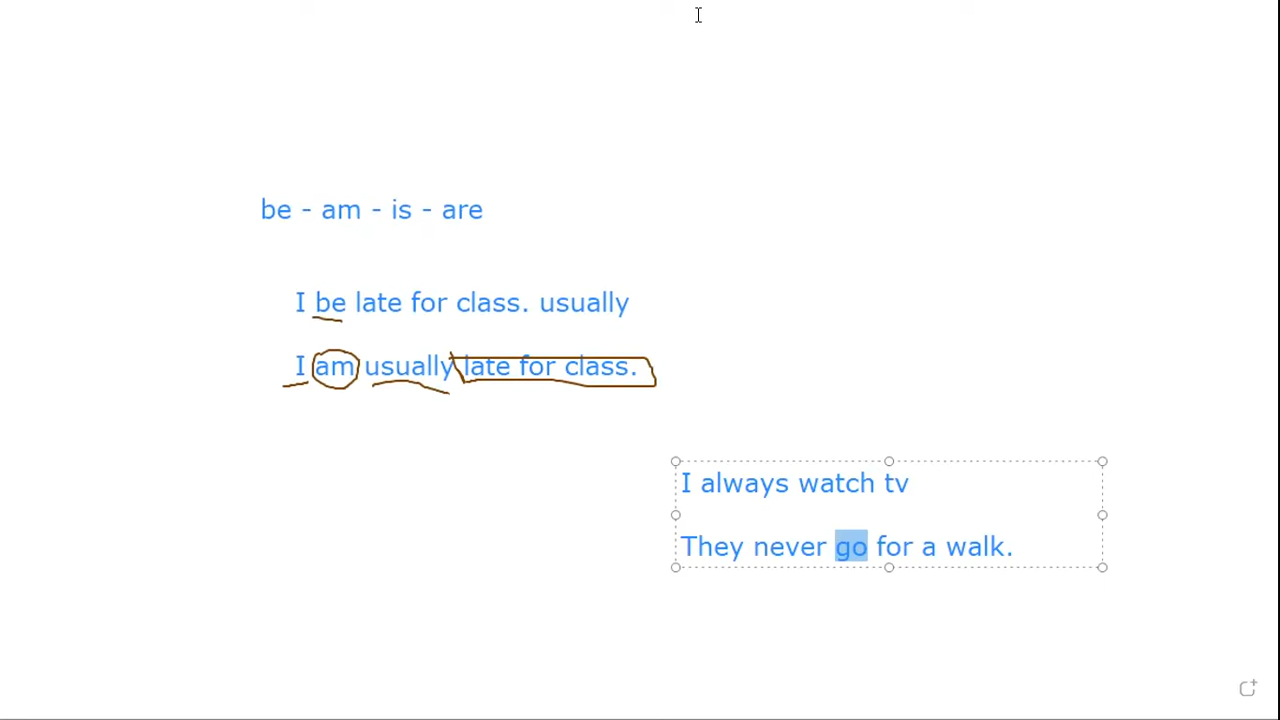 be - am - is - are
I be late for class. usually
I am usually late for class.
I always watch tv
They never go for a walk.